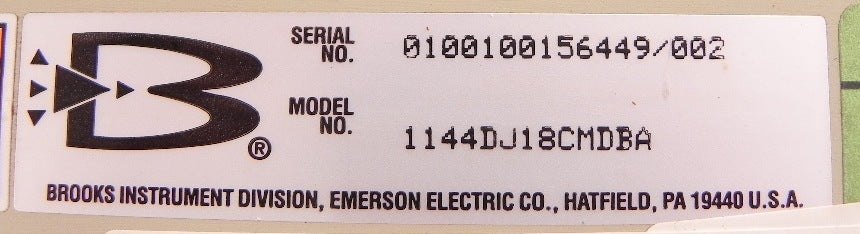 SERIAL NO. 0100100156449/002
MODEL NO. 1144DJ18CMDBA
B®
BROOKS INSTRUMENT DIVISION, EMERSON ELECTRIC CO., HATFIELD, PA 19440 U.S.A.